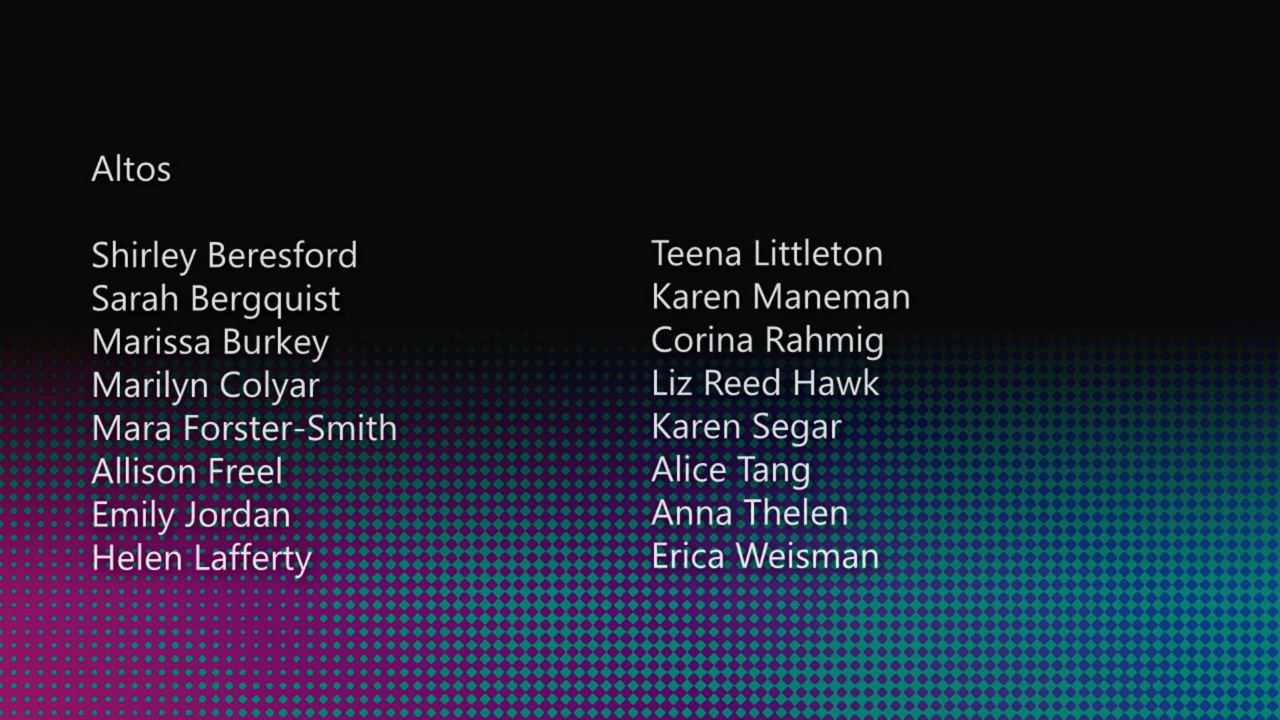 Altos
Shirley Beresford
Sarah Bergquist
Marissa Burkey
Marilyn Colyar
Mara Forster-Smith
Allison Freel
Emily Jordan
Helen Lafferty
Teena Littleton
Karen Maneman
Corina Rahmig
Liz Reed Hawk
Karen Segar
Alice Tang
Anna Thelen
Erica Weisman